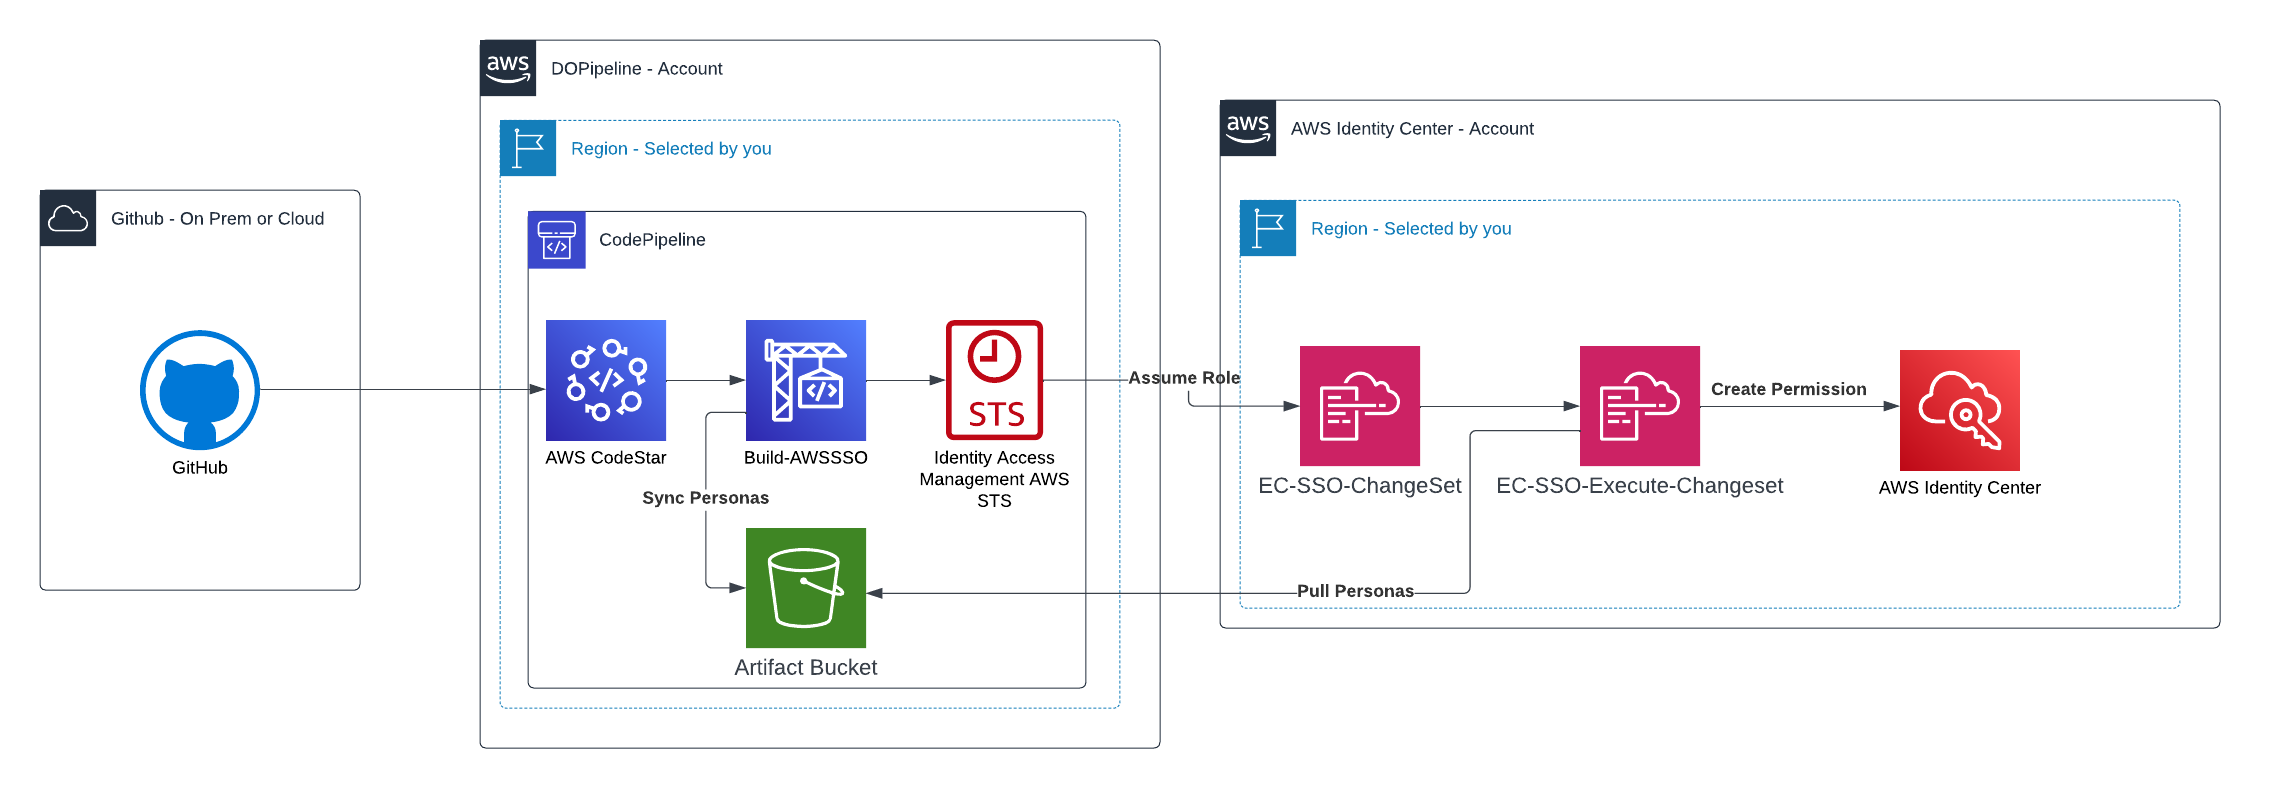 aws
DOPipeline - Account
aws
AWS Identity Center - Account
Region - Selected by you
Github - On Prem or Cloud
Region - Selected by you
CodePipeline
STS
Assume Role
Create Permission
GitHub
AWS CodeStar
Build-AWSSSO
Identity Access
Management AWS
STS
EC-SSO-ChangeSet
EC-SSO-Execute-Changeset
AWS Identity Center
Sync Personas
Pull Personas
Artifact Bucket